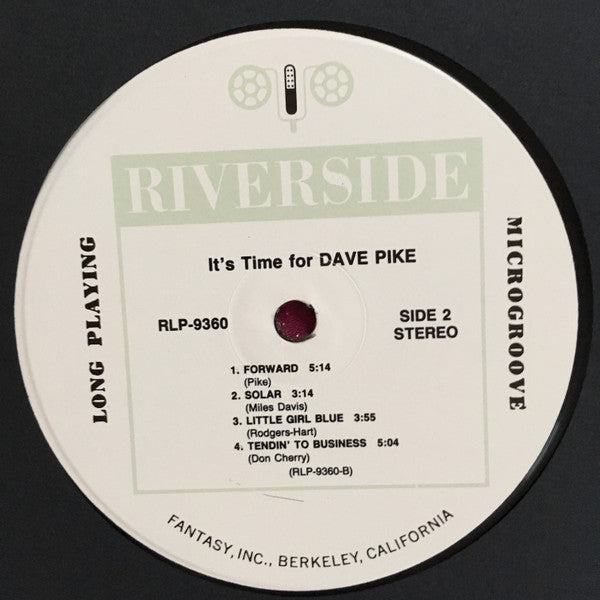 RIVERSIDE
It's Time for DAVE PIKE
RLP-9360
SIDE 2
STEREO
1. FORWARD 5:14
(Pike)
2. SOLAR 3:14
(Miles Davis)
3. LITTLE GIRL BLUE 3:55
(Rodgers-Hart)
4. TENDIN' TO BUSINESS 5:04
(Don Cherry)
(RLP-9360-B)
LONG PLAYING
MICROGROOVE
FANTASY, INC., BERKELEY, CALIFORNIA